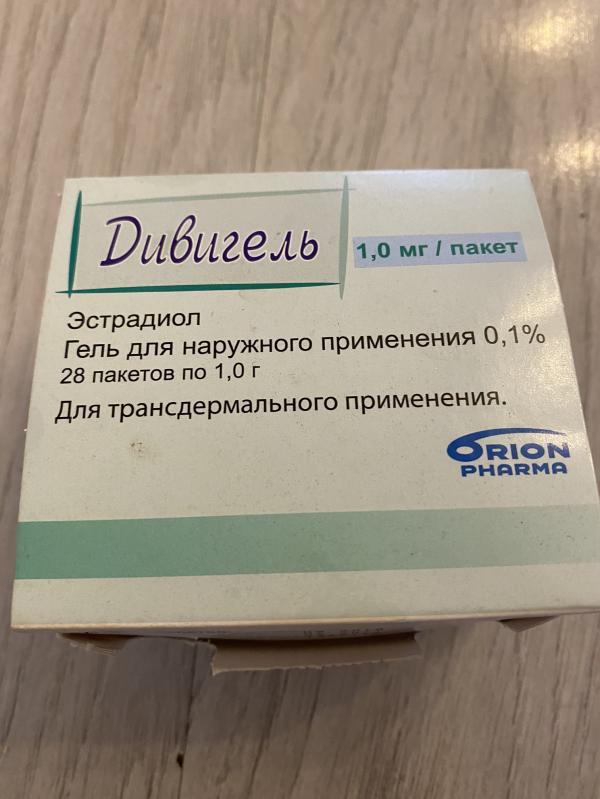 Дивигель
1,0 мг / пакет
Эстрадиол
Гель для наружного применения 0,1%
28 пакетов по 1,0 г
Для трансдермального применения.
ORION
PHARMA